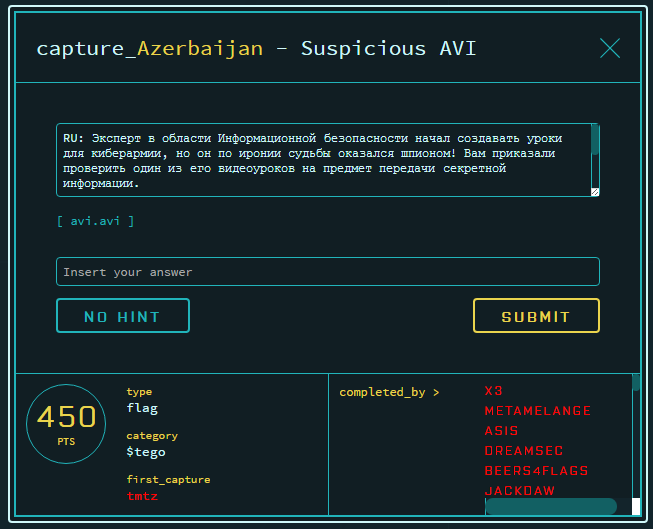 capture_Azerbaijan – Suspicious AVI
RU: Эксперт в области Информационной безопасности начал создавать уроки
для киберармии, но он по иронии судьбы оказался шпионом! Вам приказали
проверить один из его видеоуроков на предмет передачи секретной
информации.
[ avi.avi ]
Insert your answer
NO HINT
SUBMIT
450
PTS
type
flag
category
$tego
first_capture
tmtz
completed_by >
X3
METAMELANGE
ASIS
DREAMSEC
BEERS4FLAGS
JACKDAW